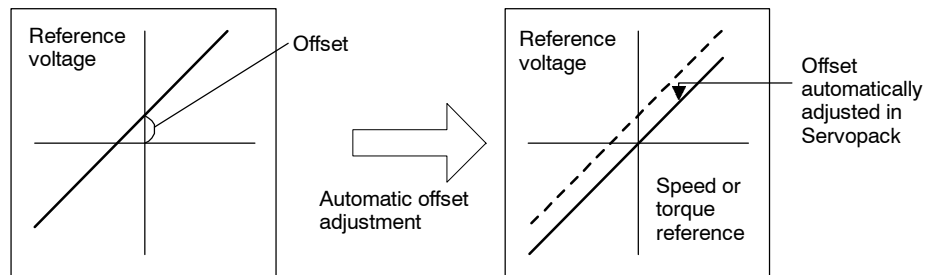 Reference
voltage
Offset
Automatic offset
adjustment
Reference
voltage
Speed or
torque
reference
Offset
automatically
adjusted in
Servopack